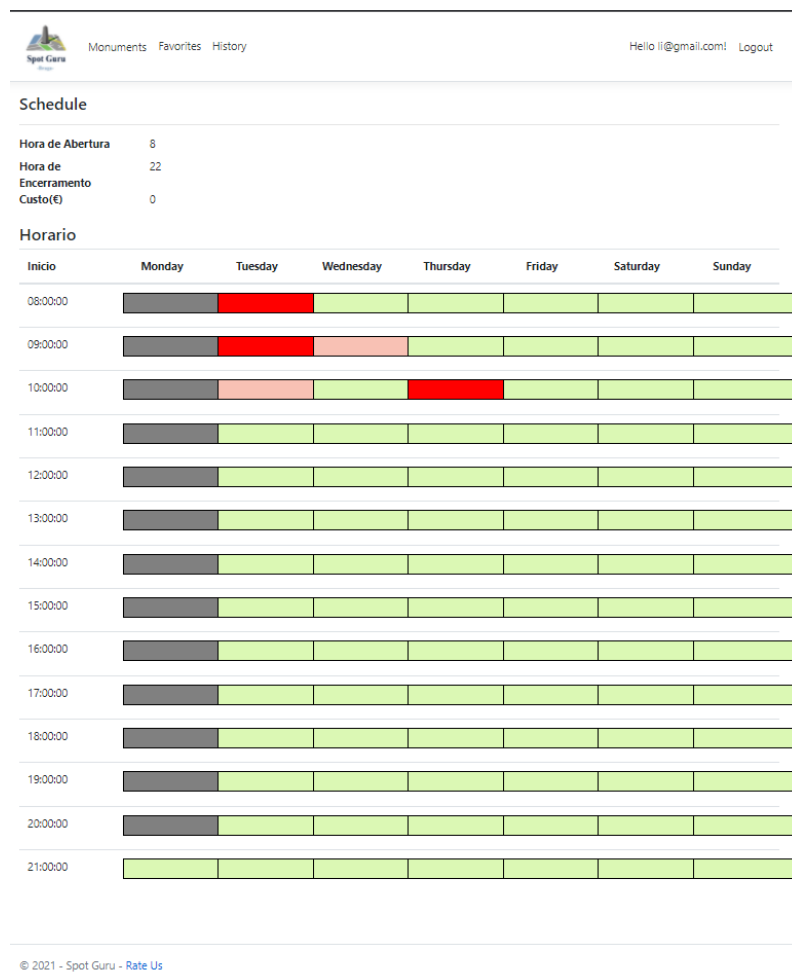 Spot Guru
Monuments Favorites History
Hello li@gmail.com! Logout
Schedule
Hora de Abertura 8
Hora de 22
Encerramento
Custo(€) 0
Horario
Inicio Monday Tuesday Wednesday Thursday Friday Saturday Sunday
08:00:00
09:00:00
10:00:00
11:00:00
12:00:00
13:00:00
14:00:00
15:00:00
16:00:00
17:00:00
18:00:00
19:00:00
20:00:00
21:00:00
© 2021 - Spot Guru - Rate Us